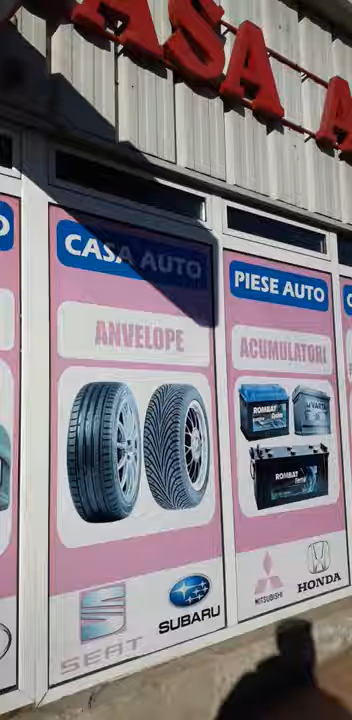 CASA A
CASA AUTO
ANVELOPE
SEAT
SUBARU
PIESE AUTO
ACUMULATORI
ROMBAT
VARTA
ROMBAT
MITSUBISHI
HONDA